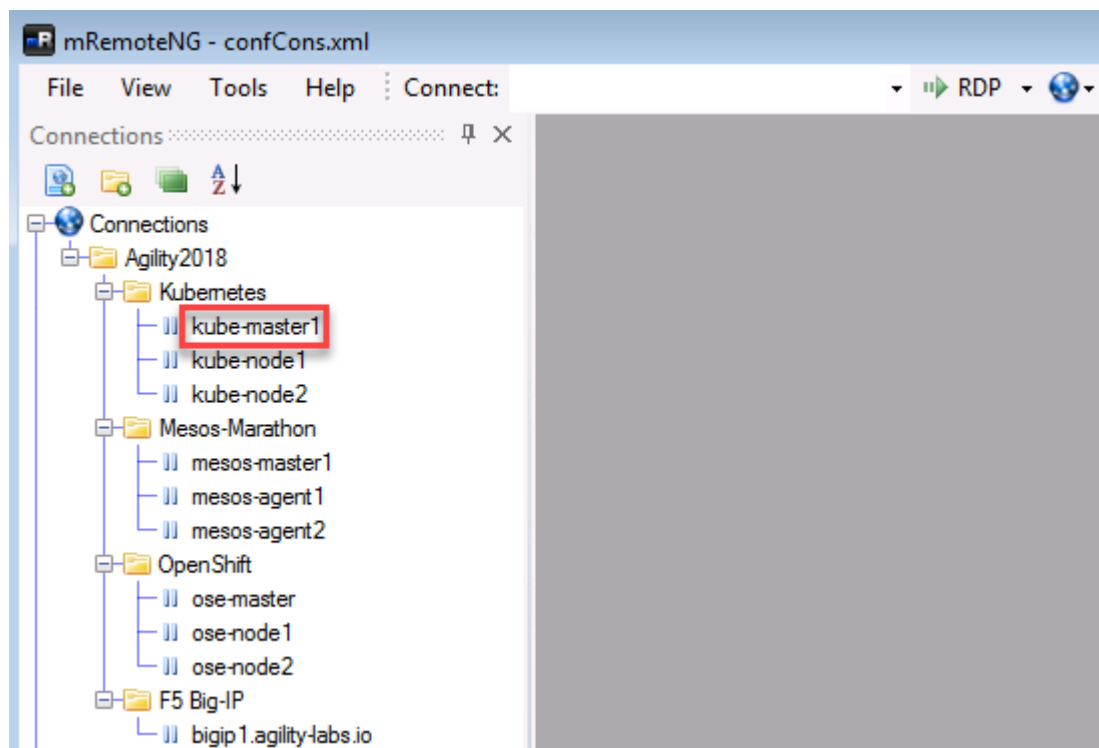 mR mRemoteNG - confCons.xml
File View Tools Help Connect: RDP
Connections
A
Z
Connections
Agility2018
Kubernetes
kube-master1
kube-node1
kube-node2
Mesos-Marathon
mesos-master1
mesos-agent1
mesos-agent2
OpenShift
ose-master
ose-node1
ose-node2
F5 Big-IP
bigip1.agility-labs.io